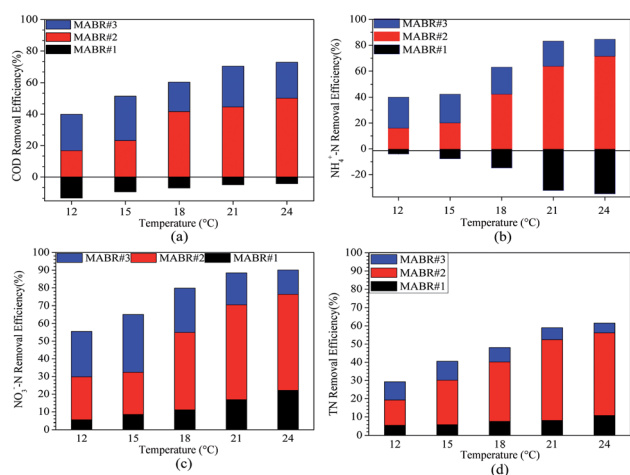 100
80
60
40
20
0
COD Removal Efficiency(%)
MABR#3
MABR#2
MABR#1
12 15 18 21 24
Temperature (°C)
(a)
100
80
60
40
20
0
-20
NH₄⁺-N Removal Efficiency(%)
MABR#3
MABR#2
MABR#1
12 15 18 21 24
Temperature (°C)
(b)
100
90
80
70
60
50
40
30
20
10
0
NO₃⁻-N Removal Efficiency(%)
MABR#3 MABR#2 MABR#1
12 15 18 21 24
Temperature (°C)
(c)
100
90
80
70
60
50
40
30
20
10
0
TN Removal Efficiency(%)
MABR#3
MABR#2
MABR#1
12 15 18 21 24
Temperature (°C)
(d)